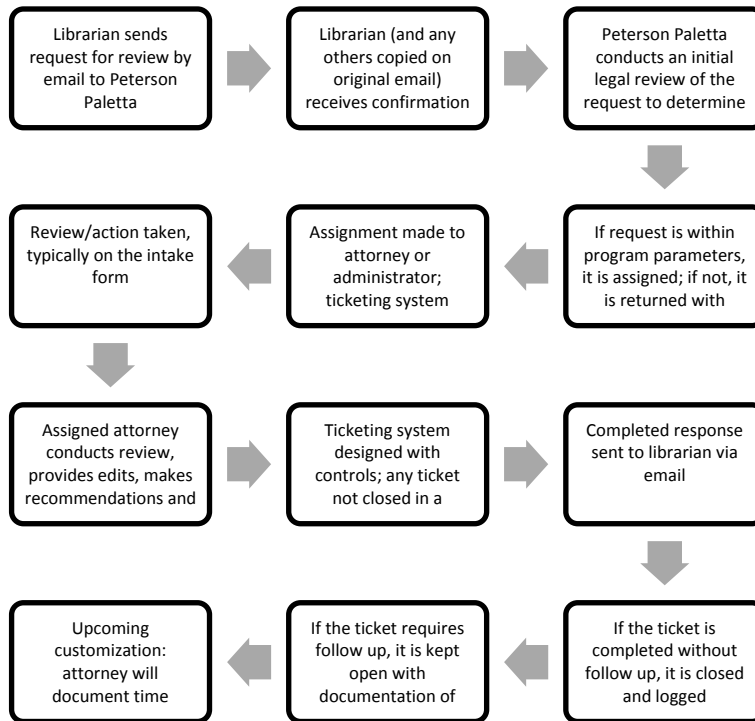 Librarian sends
request for review by
email to Peterson
Paletta
Librarian (and any
others copied on
original email)
receives confirmation
Peterson Paletta
conducts an initial
legal review of the
request to determine
If request is within
program parameters,
it is assigned; if not, it
is returned with
Assignment made to
attorney or
administrator;
ticketing system
Review/action taken,
typically on the intake
form
Assigned attorney
conducts review,
provides edits, makes
recommendations and
Ticketing system
designed with
controls; any ticket
not closed in a
Completed response
sent to librarian via
email
If the ticket is
completed without
follow up, it is closed
and logged
If the ticket requires
follow up, it is kept
open with
documentation of
Upcoming
customization:
attorney will
document time